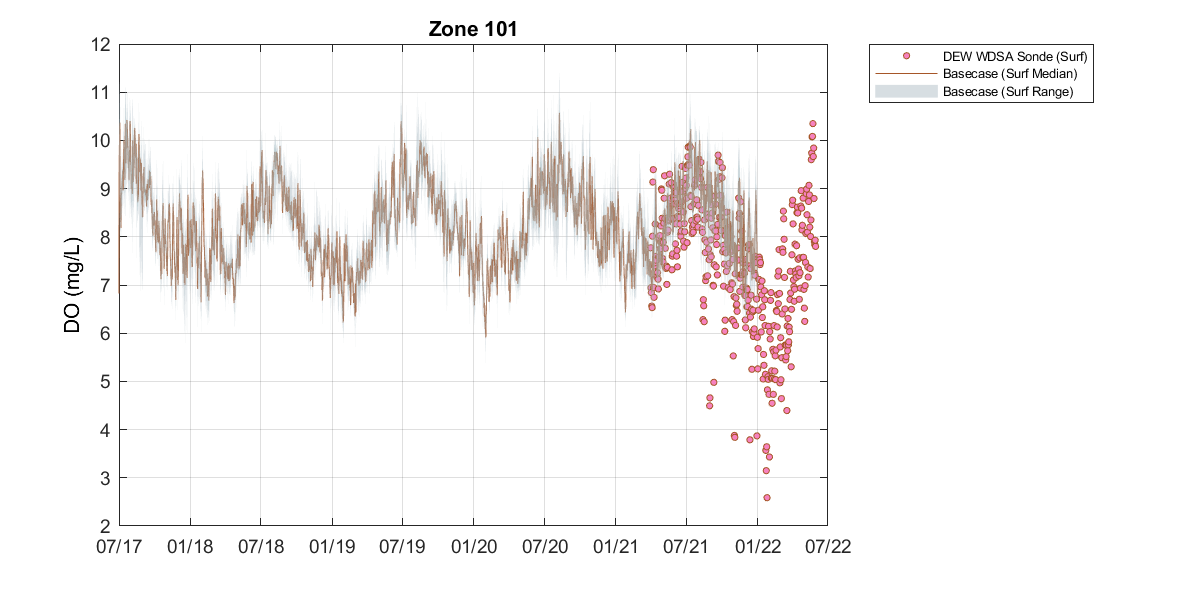 Zone 101
DEW WDSA Sonde (Surf)
Basecase (Surf Median)
Basecase (Surf Range)
DO (mg/L)
12
11
10
9
8
7
6
5
4
3
2
07/17 01/18 07/18 01/19 07/19 01/20 07/20 01/21 07/21 01/22 07/22